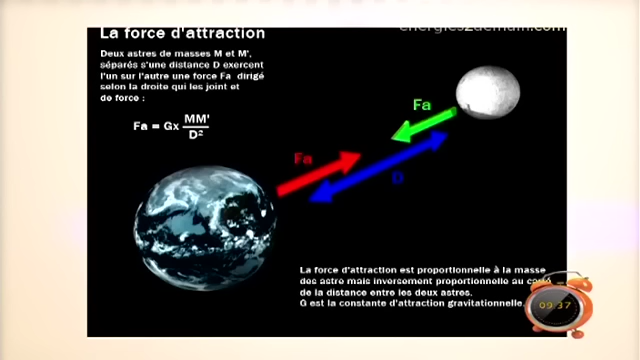 La force d'attraction
energies2demain.com
Deux astres de masses M et M',
séparés s'une distance D exercent
l'un sur l'autre une force Fa dirigé
selon la droite qui les joint et
de force :
Fa = Gx MM'
D²
Fa
Fa
D
La force d'attraction est proportionnelle à la masse
des astre mais inversement proportionnelle au carré
de la distance entre les deux astres.
G est la constante d'attraction gravitationnelle.
09:37